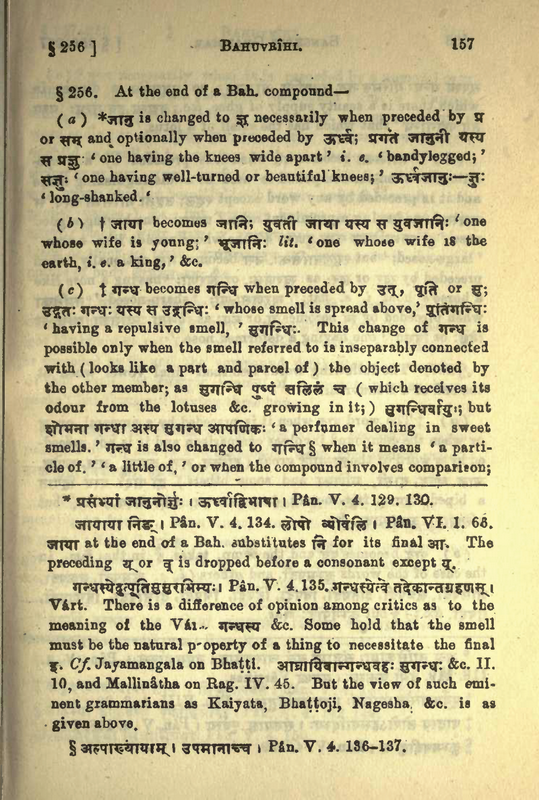 § 256 ] BAHUVRÎHI. 157
§ 256. At the end of a Bah. compound—
( a ) *जानु is changed to ज्ञु necessarily when preceded by प्र
or सम् and optionally when preceded by ऊर्ध्व; प्रगते जानुनी यस्य
स प्रज्ञुः ‘ one having the knees wide apart ’ i. e. ‘ bandylegged; ’
सज्ञुः ‘ one having well-turned or beautiful knees; ’ ऊर्ध्वजानुः—ज्ञुः
‘ long-shanked. ‘
( b ) † जाया becomes जानि; युवती जाया यस्य स युवजानिः ‘ one
whose wife is young; ’ भूजानिः lit. ‘ one whose wife is the
earth, i. e. a king, ’ &c.
( c ) ‡ गन्ध becomes गन्धि when preceded by उत्, पूति or सु;
उद्गतः गन्धः यस्य स उद्गन्धिः ‘ whose smell is spread above,’ पूतिगन्धिः
‘ having a repulsive smell, ’ सुगन्धिः. This change of गन्ध is
possible only when the smell referred to is inseparably connected
with ( looks like a part and parcel of ) the object denoted by
the other member; as सुगन्धि पुष्पं सलिलं च ( which receives its
odour from the lotuses &c. growing in it; ) सुगन्धिर्वायुः; but
शोभना गन्धा अस्य सुगन्ध आपणिकः ‘ a perfumer dealing in sweet
smells. ’ गन्ध is also changed to गन्धि § when it means ‘ a parti-
cle of, ’ ‘ a little of, ’ or when the compound involves comparison;
* प्रसंभ्यां जानुनोर्ज्ञुः । ऊर्ध्वाद्विभाषा । Pân. V. 4. 129. 130.
जायाया निङ् । Pân. V. 4. 134. लोपो व्योर्वलि । Pân. VI. 1. 66.
जाया at the end of a Bah. substitutes नि for its final आ. The
preceding य् or व् is dropped before a consonant except य्.
गन्धस्येदुत्पूतिसुसुरभिभ्यः । Pân. V. 4. 135. गन्धस्येत्वे तदेकान्तग्रहणम् ।
Várt. There is a difference of opinion among critics as to the
meaning of the Vár. गन्धस्य &c. Some hold that the smell
must be the natural property of a thing to necessitate the final
इ. Cf. Jayamangala on Bhaṭṭi. आघ्रायिवान्गन्धवहः सुगन्धः &c. II.
10, and Mallinâtha on Rag. IV. 45. But the view of such emi-
nent grammarians as Kaiyata, Bhaṭṭoji, Nagesha, &c. is as
given above.
§ अल्पाख्यायाम् । उपमानाच्च । Pân. V. 4. 136-137.